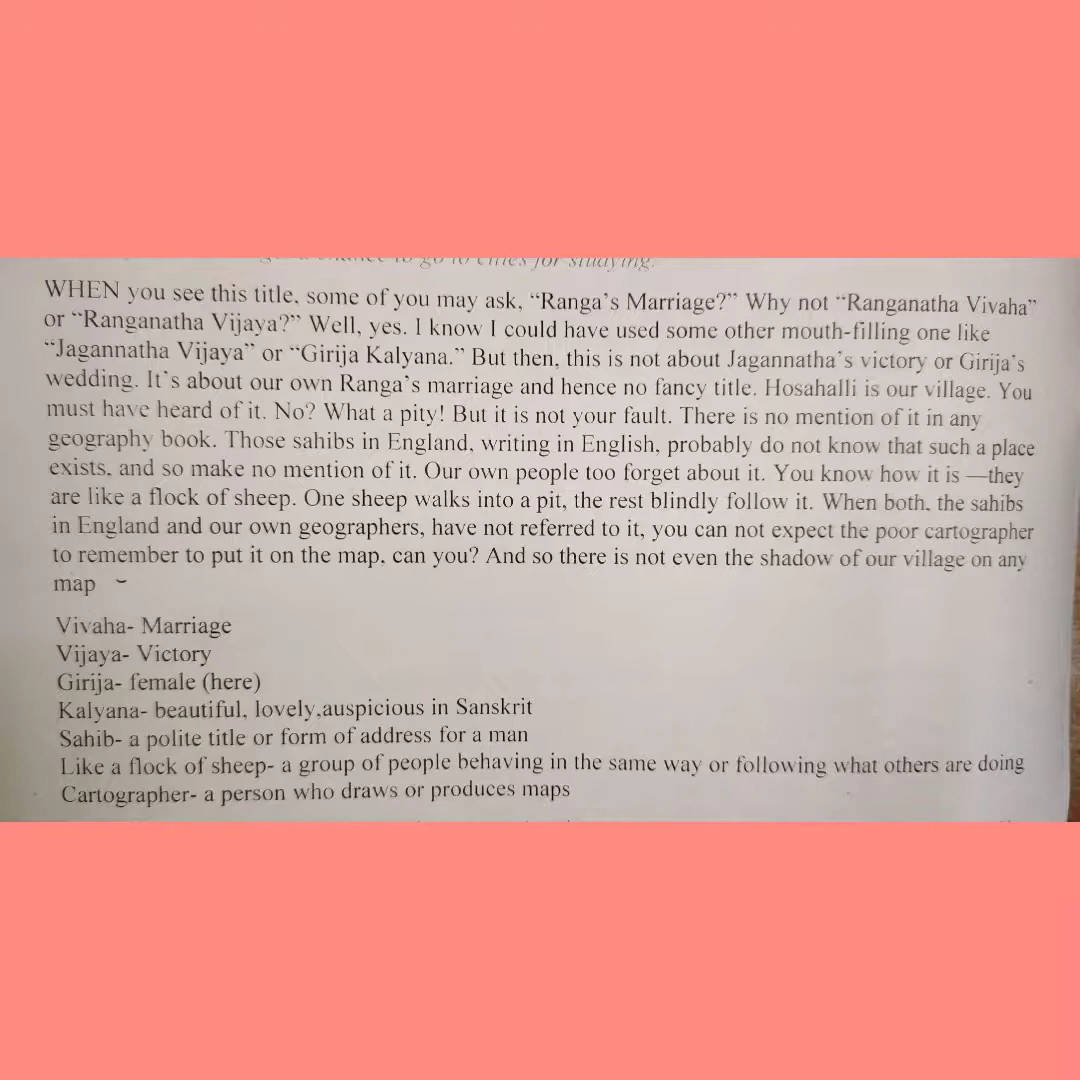 to go to cities for studying.
WHEN you see this title, some of you may ask, “Ranga’s Marriage?” Why not “Ranganatha Vivaha”
or “Ranganatha Vijaya?” Well, yes. I know I could have used some other mouth-filling one like
“Jagannatha Vijaya” or “Girija Kalyana.” But then, this is not about Jagannatha’s victory or Girija’s
wedding. It’s about our own Ranga’s marriage and hence no fancy title. Hosahalli is our village. You
must have heard of it. No? What a pity! But it is not your fault. There is no mention of it in any
geography book. Those sahibs in England, writing in English, probably do not know that such a place
exists, and so make no mention of it. Our own people too forget about it. You know how it is —they
are like a flock of sheep. One sheep walks into a pit, the rest blindly follow it. When both, the sahibs
in England and our own geographers, have not referred to it, you can not expect the poor cartographer
to remember to put it on the map, can you? And so there is not even the shadow of our village on any
map
Vivaha- Marriage
Vijaya- Victory
Girija- female (here)
Kalyana- beautiful, lovely,auspicious in Sanskrit
Sahib- a polite title or form of address for a man
Like a flock of sheep- a group of people behaving in the same way or following what others are doing
Cartographer- a person who draws or produces maps